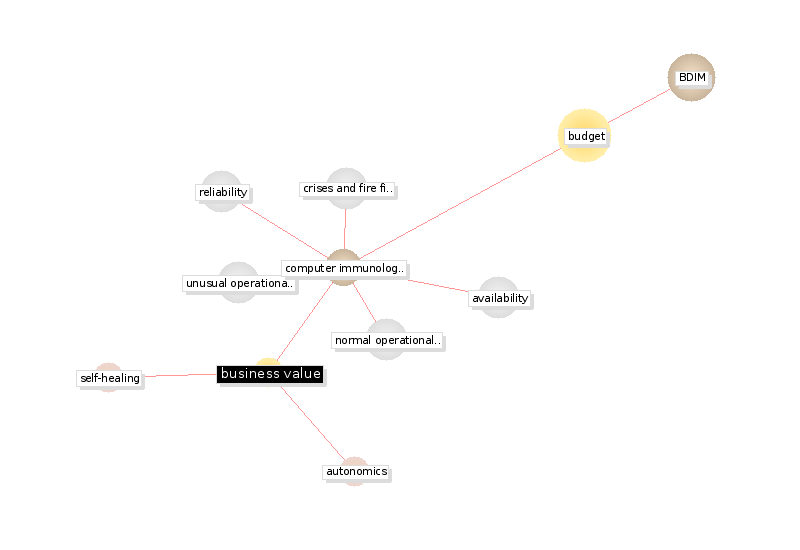 BDIM
budget
crises and fire fi..
reliability
computer immunolog..
unusual operationa..
availability
normal operational..
business value
self-healing
autonomics